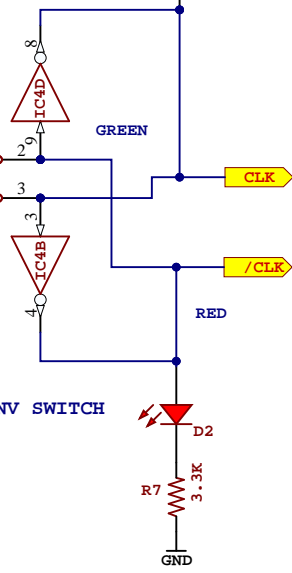 8
IC4D
GREEN
9
2
3
CLK
3
IC4B
/CLK
4
RED
NV SWITCH
D2
R7
3.3K
GND